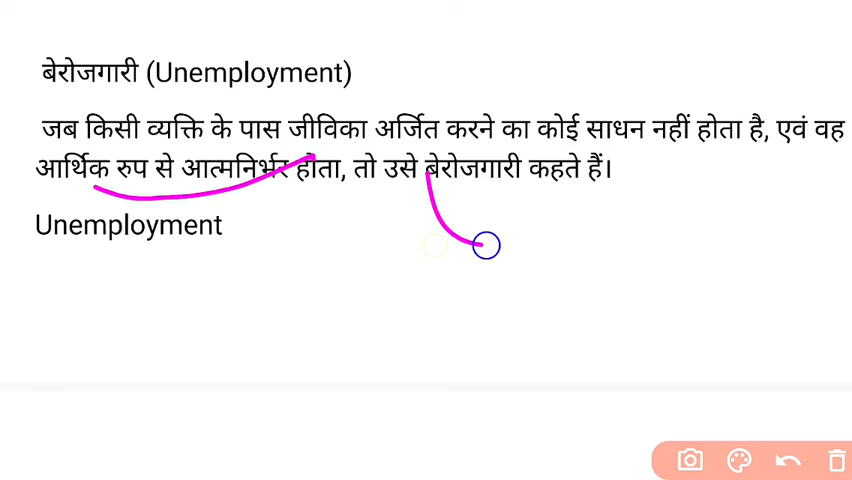 बेरोजगारी (Unemployment)
जब किसी व्यक्ति के पास जीविका अर्जित करने का कोई साधन नहीं होता है, एवं वह
आर्थिक रुप से आत्मनिर्भर होता, तो उसे बेरोजगारी कहते हैं।
Unemployment